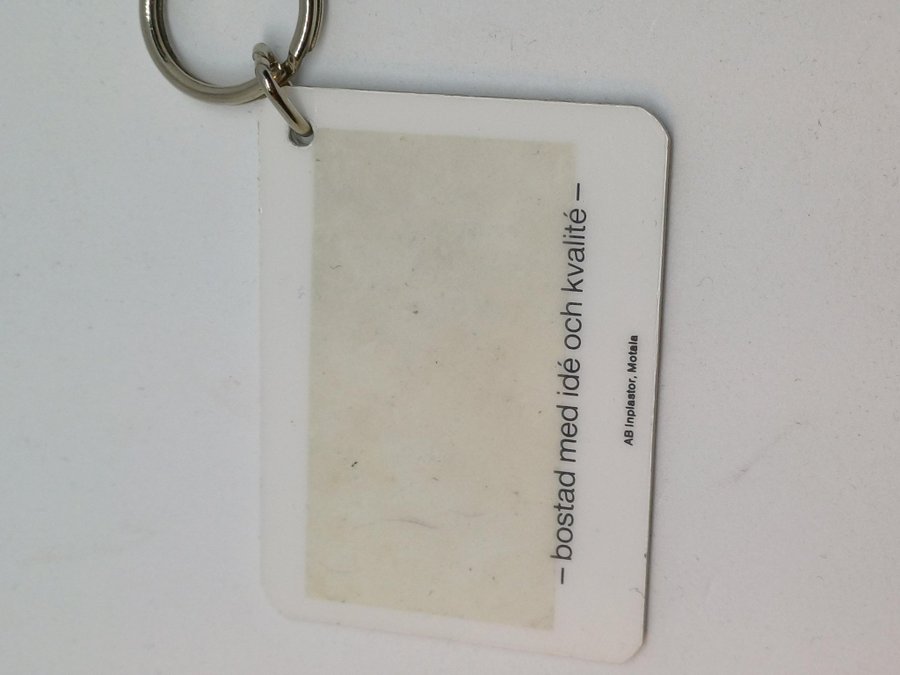 – bostad med idé och kvalité –
AB Inplastor, Motala